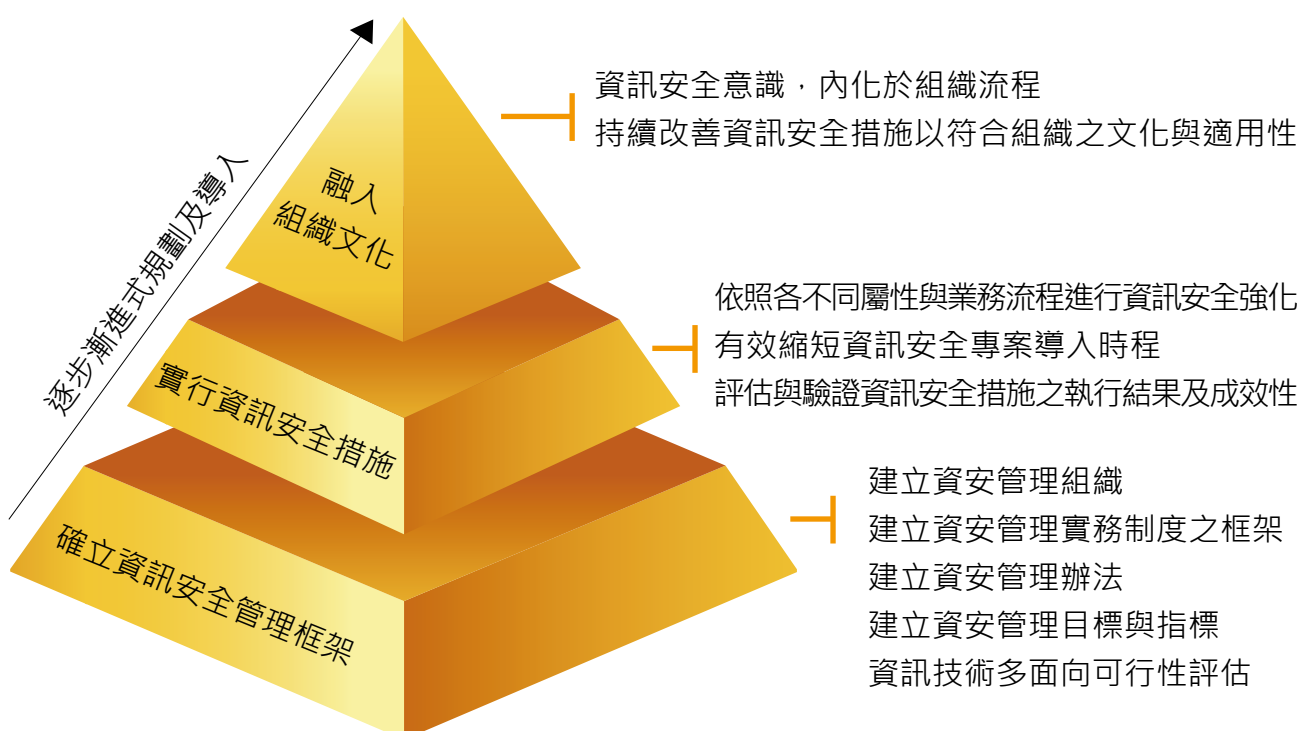 資訊安全意識，內化於組織流程
持續改善資訊安全措施以符合組織之文化與適用性
逐步漸進式規劃及導入
融入
組織文化
依照各不同屬性與業務流程進行資訊安全強化
有效縮短資訊安全專案導入時程
評估與驗證資訊安全措施之執行結果及成效性
實行資訊安全措施
建立資安管理組織
建立資安管理實務制度之框架
建立資安管理辦法
建立資安管理目標與指標
資訊技術多面向可行性評估
確立資訊安全管理框架